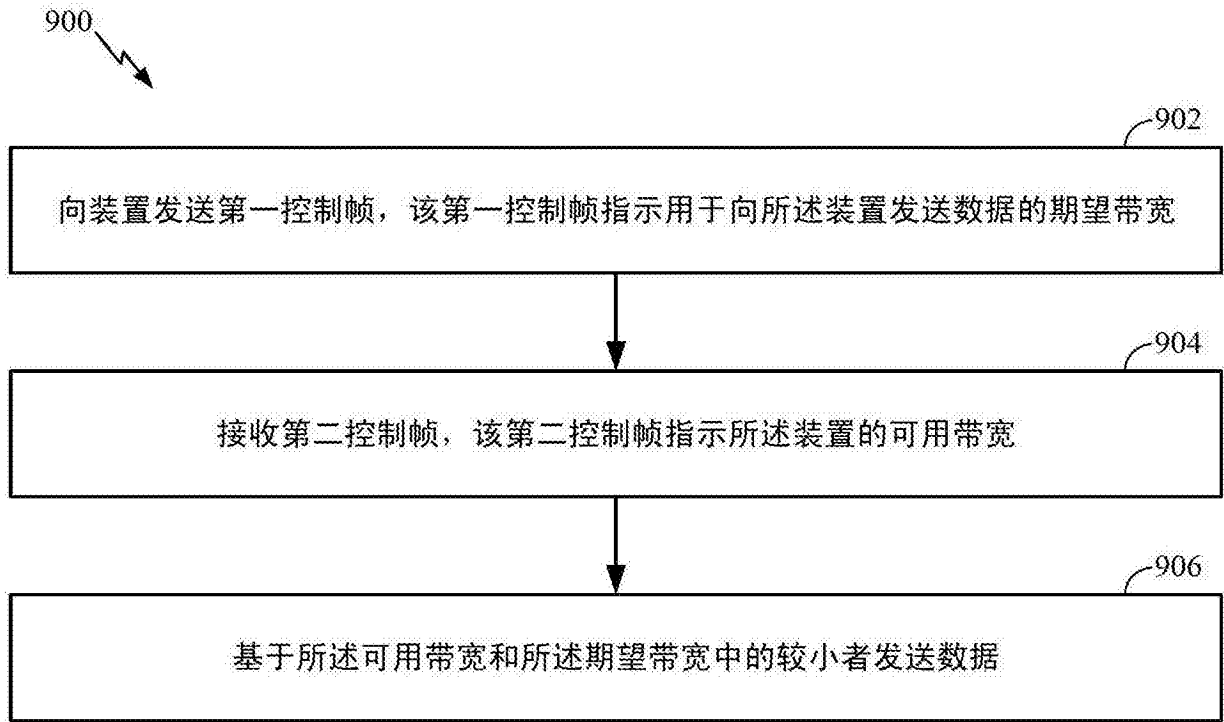 900
902
向装置发送第一控制帧，该第一控制帧指示用于向所述装置发送数据的期望带宽
904
接收第二控制帧，该第二控制帧指示所述装置的可用带宽
906
基于所述可用带宽和所述期望带宽中的较小者发送数据